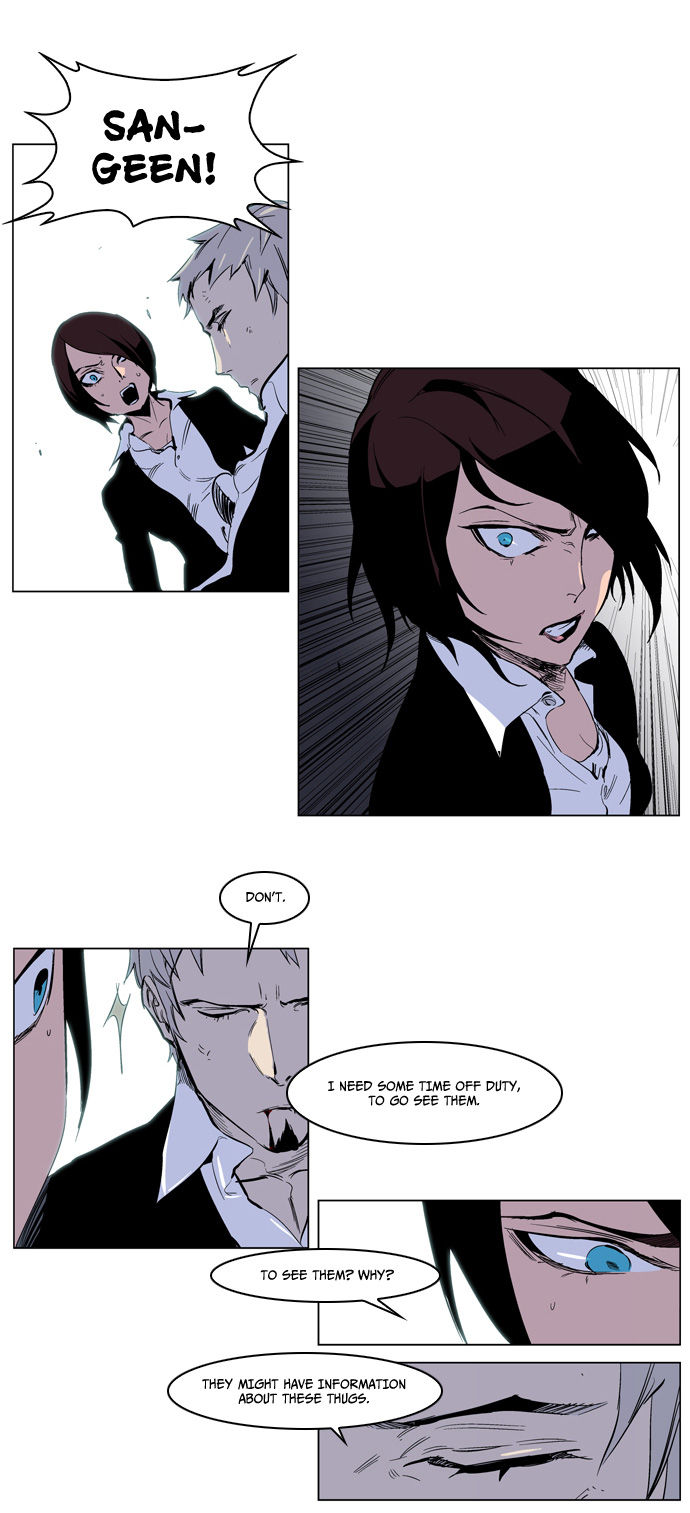 SAN-
GEEN!
DON'T.
I NEED SOME TIME OFF DUTY,
TO GO SEE THEM.
TO SEE THEM? WHY?
THEY MIGHT HAVE INFORMATION
ABOUT THESE THUGS.